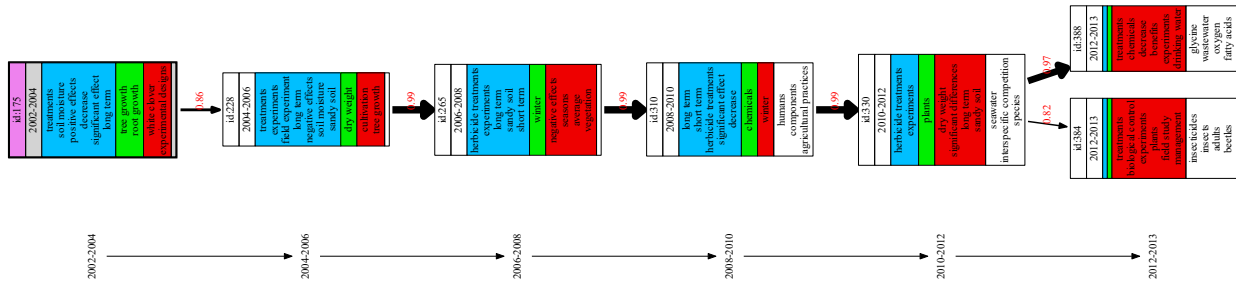 id:175
2002-2004
treatments
soil moisture
positive effects
decrease
significant effect
long term
tree growth
root growth
white clover
experimental designs
0.86
id:228
2004-2006
treatments
experiments
field experiment
long term
negative effects
soil moisture
sandy soil
dry weight
cultivation
tree growth
0.99
id:265
2006-2008
herbicide treatments
experiments
long term
sandy soil
short term
winter
negative effects
seasons
average
vegetation
0.99
id:310
2008-2010
long term
short term
herbicide treatments
significant effect
decrease
chemicals
water
humans
components
agricultural practices
0.99
id:330
2010-2012
herbicide treatments
experiments
plants
dry weight
significant differences
long term
sandy soil
seawater
interspecific competition
species
0.97
0.82
id:388
2012-2013
treatments
chemicals
decrease
benefits
experiments
drinking water
glycine
wastewater
oxygen
fatty acids
id:384
2012-2013
treatments
biological control
experiments
plants
field study
management
insecticides
insects
adults
beetles
2002-2004
2004-2006
2006-2008
2008-2010
2010-2012
2012-2013